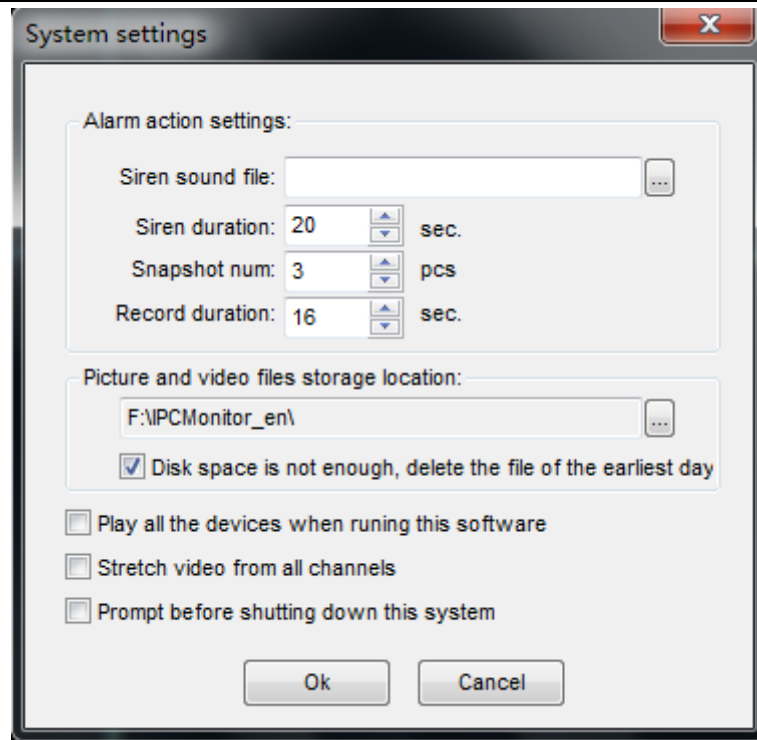 System settings
Alarm action settings:
Siren sound file:
...
Siren duration: 20 sec.
Snapshot num: 3 pcs
Record duration: 16 sec.
Picture and video files storage location:
F:\IPCMonitor_en\
...
Disk space is not enough, delete the file of the earliest day
Play all the devices when runing this software
Stretch video from all channels
Prompt before shutting down this system
Ok Cancel